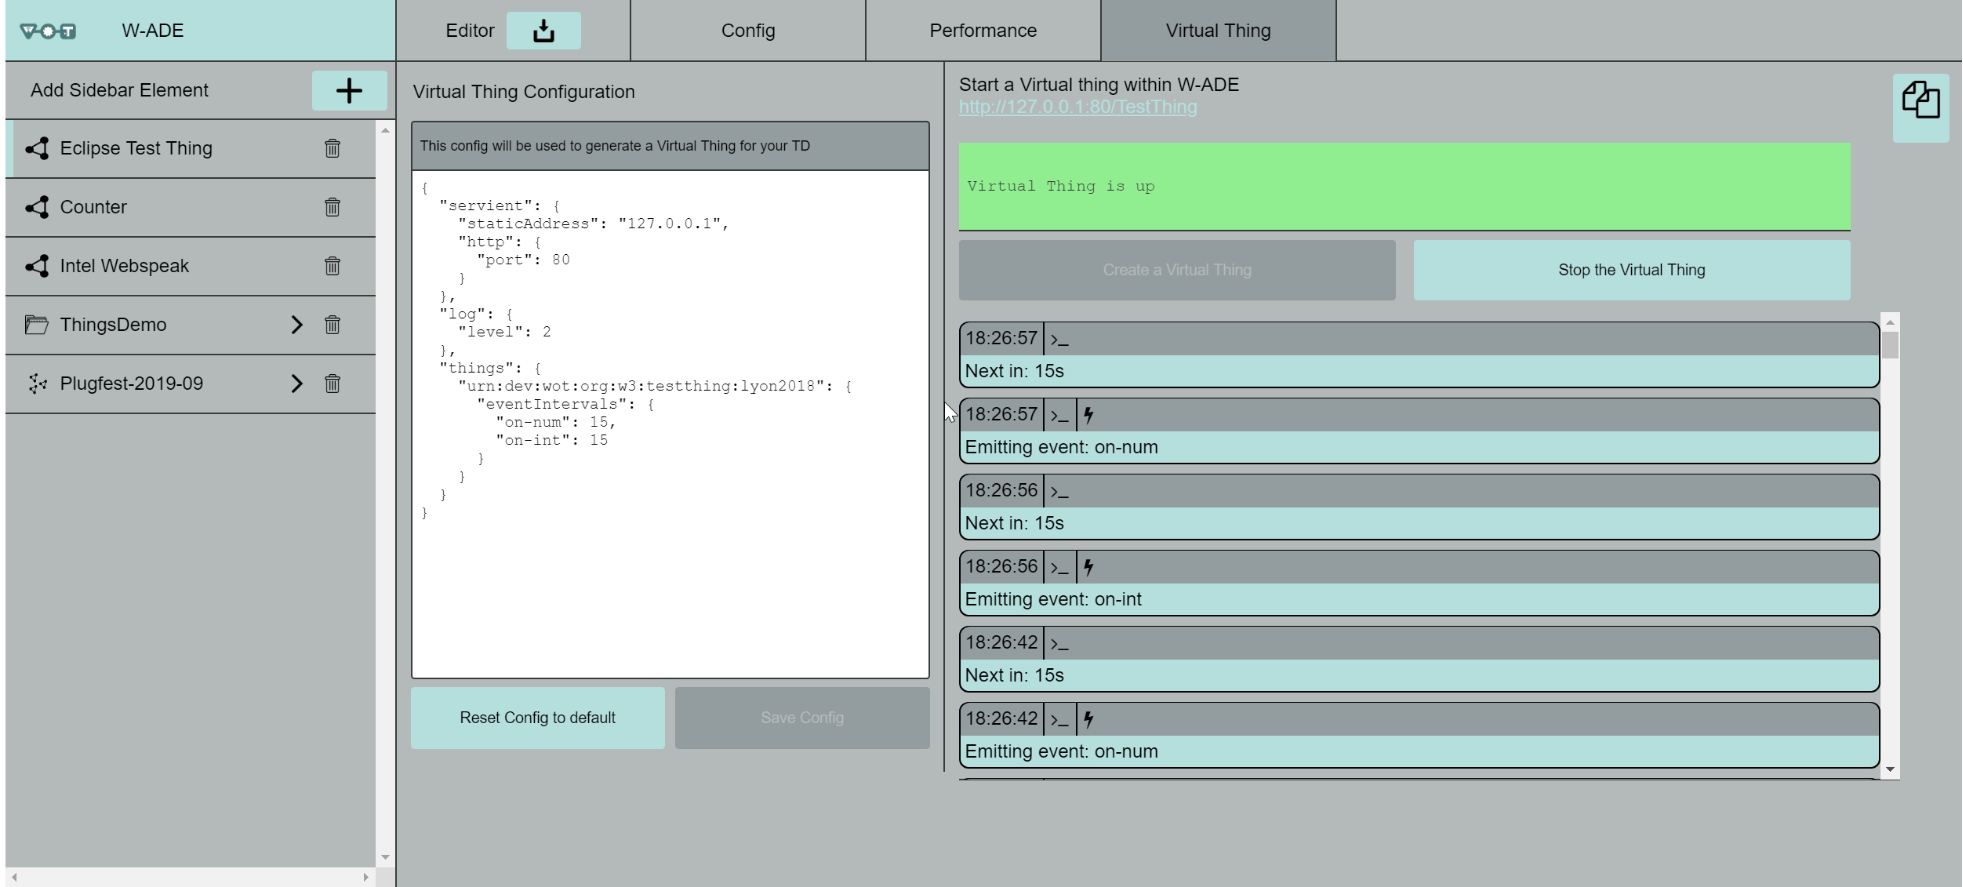 W-O-T
W-ADE
Editor
Config
Performance
Virtual Thing
Add Sidebar Element
Eclipse Test Thing
Counter
Intel Webspeak
ThingsDemo
Plugfest-2019-09
Virtual Thing Configuration
This config will be used to generate a Virtual Thing for your TD
{
  "servient": {
    "staticAddress": "127.0.0.1",
    "http": {
      "port": 80
    }
  },
  "log": {
    "level": 2
  },
  "things": {
    "urn:dev:wot:org:w3:testthing:lyon2018": {
      "eventIntervals": {
        "on-num": 15,
        "on-int": 15
      }
    }
  }
}
Reset Config to default
Save Config
Start a Virtual thing within W-ADE
http://127.0.0.1:80/TestThing
Virtual Thing is up
Create a Virtual Thing
Stop the Virtual Thing
18:26:57 >_
Next in: 15s
18:26:57 >_
Emitting event: on-num
18:26:56 >_
Next in: 15s
18:26:56 >_
Emitting event: on-int
18:26:42 >_
Next in: 15s
18:26:42 >_
Emitting event: on-num